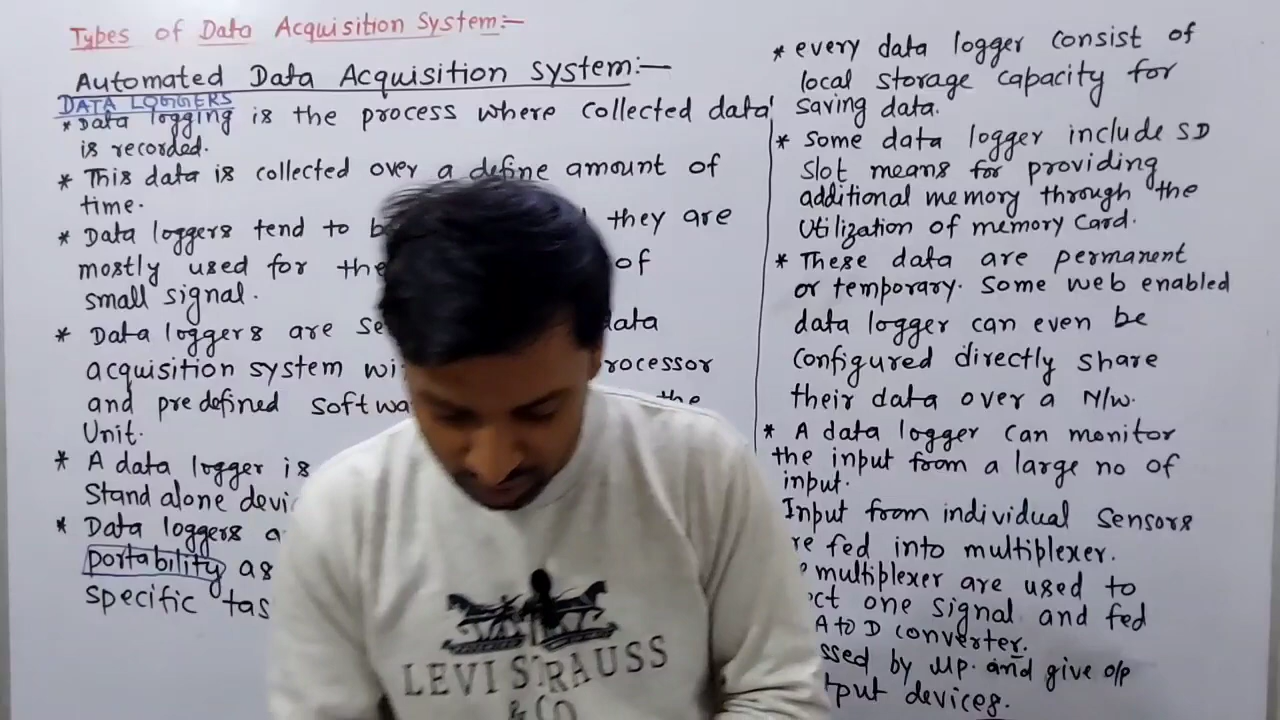 Types of Data Acquisition System:-
Automated Data Acquisition system:-
DATA LOGGERS
* Data logging is the process where collected data
is recorded.
* This data is collected over a define amount of
time.
* Data loggers tend to they are
mostly used for the of
small signal.
* Data loggers are
acquisition system
and predefined the
Unit.
* A data logger is
Stand alone
* Data loggers
portability as
specific
* every data logger consist of
local storage capacity for
saving data.
* Some data logger include SD
slot means for providing
additional memory through the
Utilization of memory Card.
* These data are permanent
or temporary. Some web enabled
data logger can even be
configured directly share
their data over a N/w.
* A data logger can monitor
the input from a large no of
input.
Input from individual sensors
fed into multiplexer.
multiplexer are used to
one signal and fed
A to D converter.
by μp. and give o/p
devices.
LEVI STRAUSS
& CO